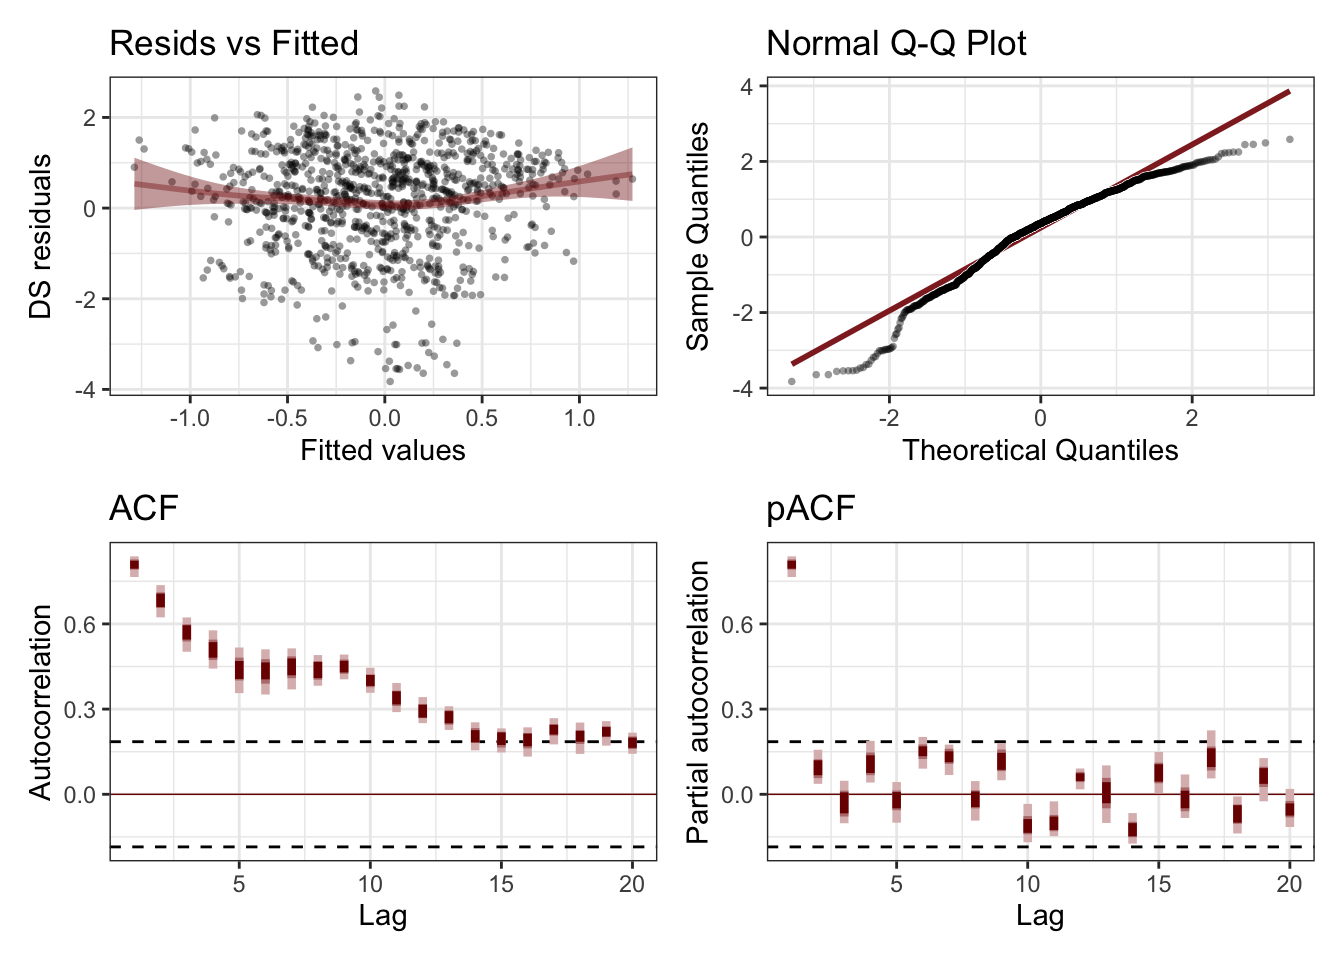 Resids vs Fitted
DS residuals
2
0
-2
-4
-1.0 -0.5 0.0 0.5 1.0
Fitted values
Normal Q-Q Plot
Sample Quantiles
4
2
0
-2
-4
-2 0 2
Theoretical Quantiles
ACF
Autocorrelation
0.6
0.3
0.0
5 10 15 20
Lag
pACF
Partial autocorrelation
0.6
0.3
0.0
5 10 15 20
Lag